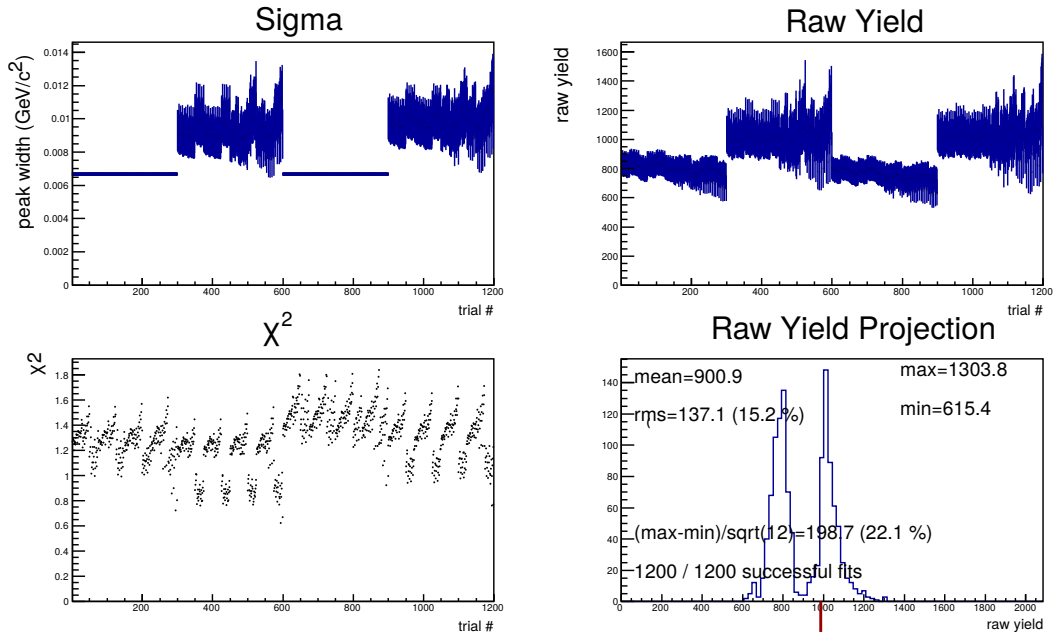 Sigma
peak width (GeV/c²)
0.014
0.012
0.01
0.008
0.006
0.004
0.002
0
200 400 600 800 1000 1200
trial #
Raw Yield
raw yield
1600
1400
1200
1000
800
600
400
200
0
200 400 600 800 1000 1200
trial #
χ²
χ²
1.8
1.6
1.4
1.2
1
0.8
0.6
0.4
0.2
0
200 400 600 800 1000 1200
trial #
Raw Yield Projection
140
120
100
80
60
40
20
0
mean=900.9
max=1303.8
rms=137.1 (15.2 %)
min=615.4
(max-min)/sqrt(12)=198.7 (22.1 %)
1200 / 1200 successful fits
0 200 400 600 800 1000 1200 1400 1600 1800 2000
raw yield